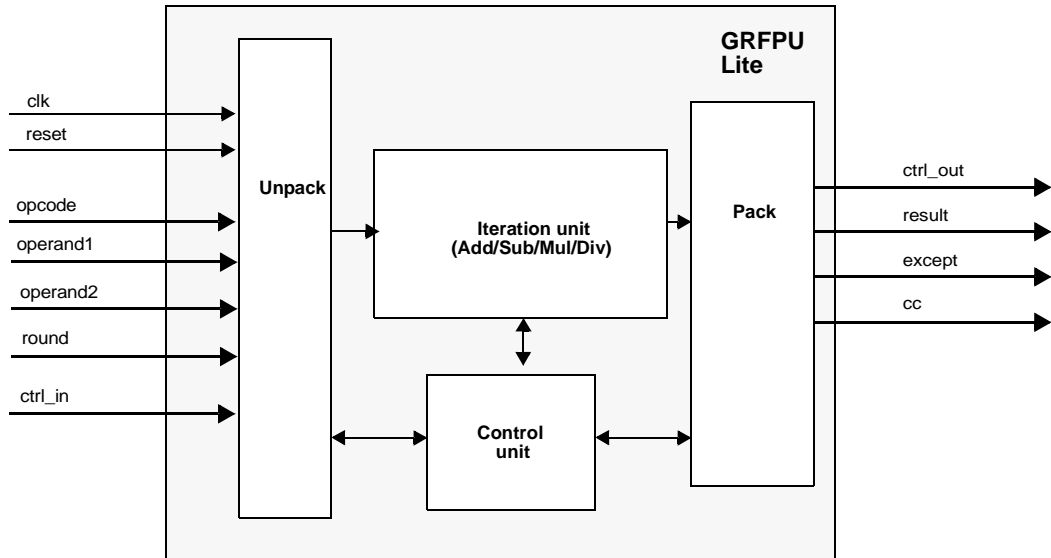 GRFPU
Lite
clk
reset
opcode
operand1
operand2
round
ctrl_in
Unpack
Iteration unit
(Add/Sub/Mul/Div)
Control
unit
Pack
ctrl_out
result
except
cc